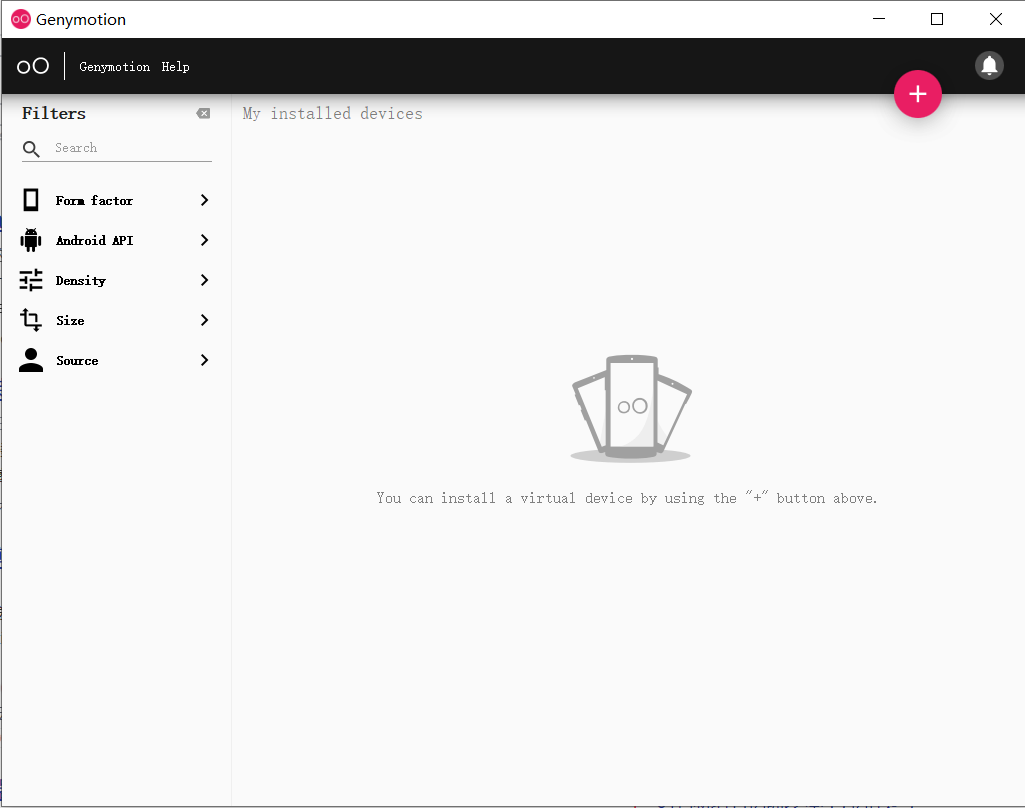 Genymotion
Genymotion Help
Filters
My installed devices
Search
Form factor
Android API
Density
Size
Source
You can install a virtual device by using the "+" button above.